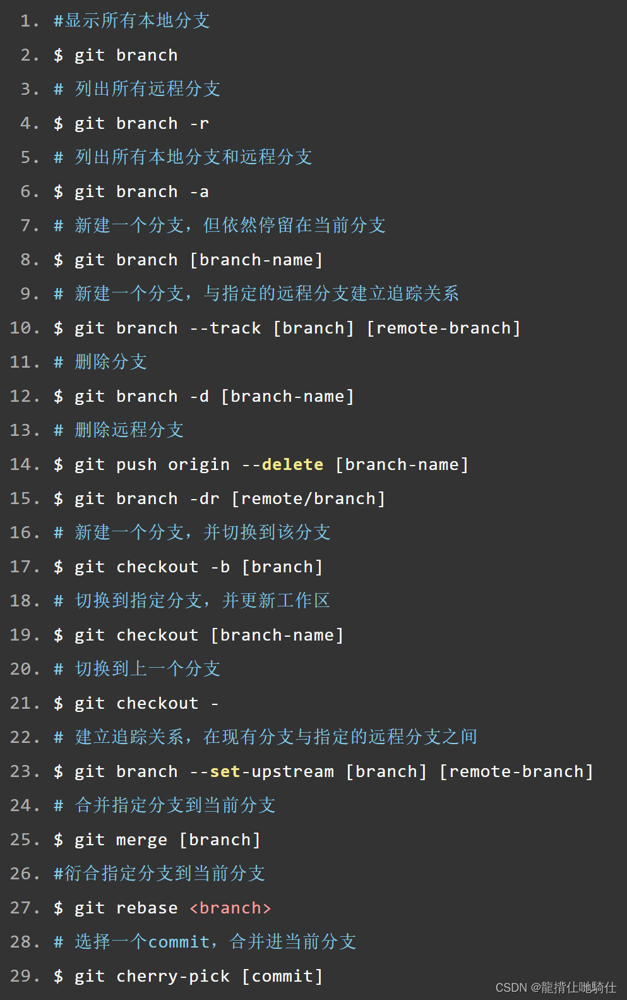 1. #显示所有本地分支
2. $ git branch
3. # 列出所有远程分支
4. $ git branch -r
5. # 列出所有本地分支和远程分支
6. $ git branch -a
7. # 新建一个分支，但依然停留在当前分支
8. $ git branch [branch-name]
9. # 新建一个分支，与指定的远程分支建立追踪关系
10. $ git branch --track [branch] [remote-branch]
11. # 删除分支
12. $ git branch -d [branch-name]
13. # 删除远程分支
14. $ git push origin --delete [branch-name]
15. $ git branch -dr [remote/branch]
16. # 新建一个分支，并切换到该分支
17. $ git checkout -b [branch]
18. # 切换到指定分支，并更新工作区
19. $ git checkout [branch-name]
20. # 切换到上一个分支
21. $ git checkout -
22. # 建立追踪关系，在现有分支与指定的远程分支之间
23. $ git branch --set-upstream [branch] [remote-branch]
24. # 合并指定分支到当前分支
25. $ git merge [branch]
26. #衍合指定分支到当前分支
27. $ git rebase <branch>
28. # 选择一个commit，合并进当前分支
29. $ git cherry-pick [commit]
CSDN @龍揹仩哋騎仕